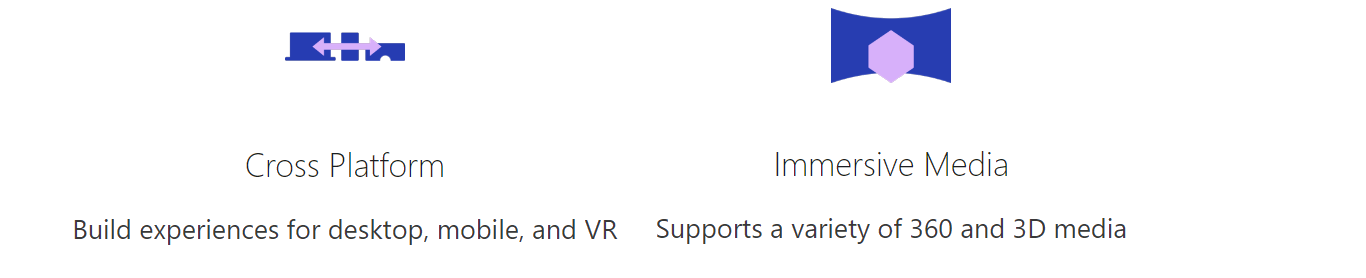 Cross Platform
Build experiences for desktop, mobile, and VR
Immersive Media
Supports a variety of 360 and 3D media